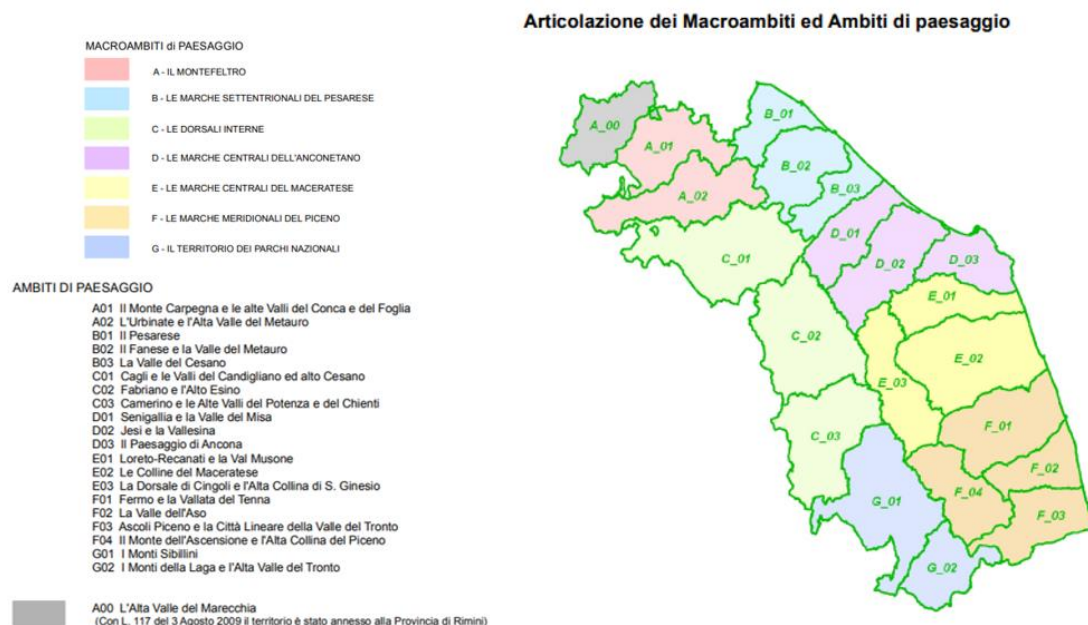 Articolazione dei Macroambiti ed Ambiti di paesaggio
MACROAMBITI di PAESAGGIO
A - IL MONTEFELTRO
B - LE MARCHE SETTENTRIONALI DEL PESARESE
C - LE DORSALI INTERNE
D - LE MARCHE CENTRALI DELL'ANCONETANO
E - LE MARCHE CENTRALI DEL MACERATESE
F - LE MARCHE MERIDIONALI DEL PICENO
G - IL TERRITORIO DEI PARCHI NAZIONALI
AMBITI DI PAESAGGIO
A01 Il Monte Carpegna e le alte Valli del Conca e del Foglia
A02 L'Urbinate e l'Alta Valle del Metauro
B01 Il Pesarese
B02 Il Fanese e la Valle del Metauro
B03 La Valle del Cesano
C01 Cagli e le Valli del Candigliano ed alto Cesano
C02 Fabriano e l'Alto Esino
C03 Camerino e le Alte Valli del Potenza e del Chienti
D01 Senigallia e la Valle del Misa
D02 Jesi e la Vallesina
D03 Il Paesaggio di Ancona
E01 Loreto-Recanati e la Val Musone
E02 Le Colline del Maceratese
E03 La Dorsale di Cingoli e l'Alta Collina di S. Ginesio
F01 Fermo e la Vallata del Tenna
F02 La Valle dell'Aso
F03 Ascoli Piceno e la Città Lineare della Valle del Tronto
F04 Il Monte dell'Ascensione e l'Alta Collina del Piceno
G01 I Monti Sibillini
G02 I Monti della Laga e l'Alta Valle del Tronto
A00 L'Alta Valle del Marecchia
(Con L. 117 del 3 Agosto 2009 il territorio è stato annesso alla Provincia di Rimini)
A_00
B_01
A_01
B_02
A_02
B_03
D_01
D_02
D_03
C_01
E_01
C_02
E_02
E_03
F_01
C_03
F_02
G_01
F_04
F_03
G_02